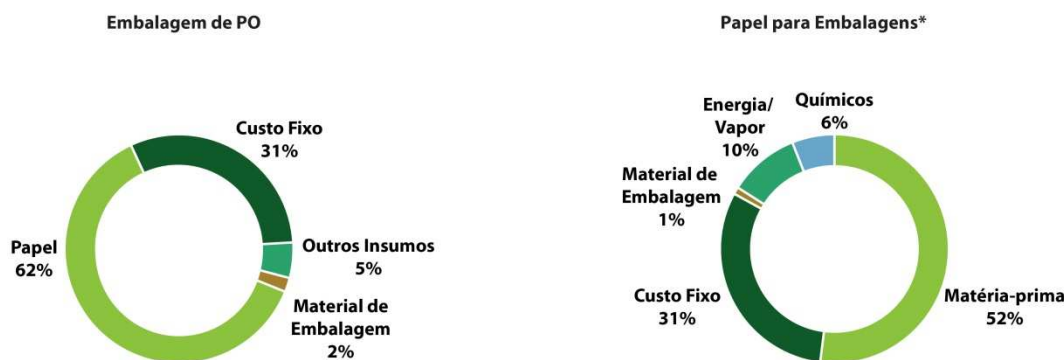 Embalagem de PO
Custo Fixo
31%
Papel
62%
Outros Insumos
5%
Material de
Embalagem
2%
Papel para Embalagens*
Energia/
Vapor
10%
Químicos
6%
Material de
Embalagem
1%
Custo Fixo
31%
Matéria-prima
52%